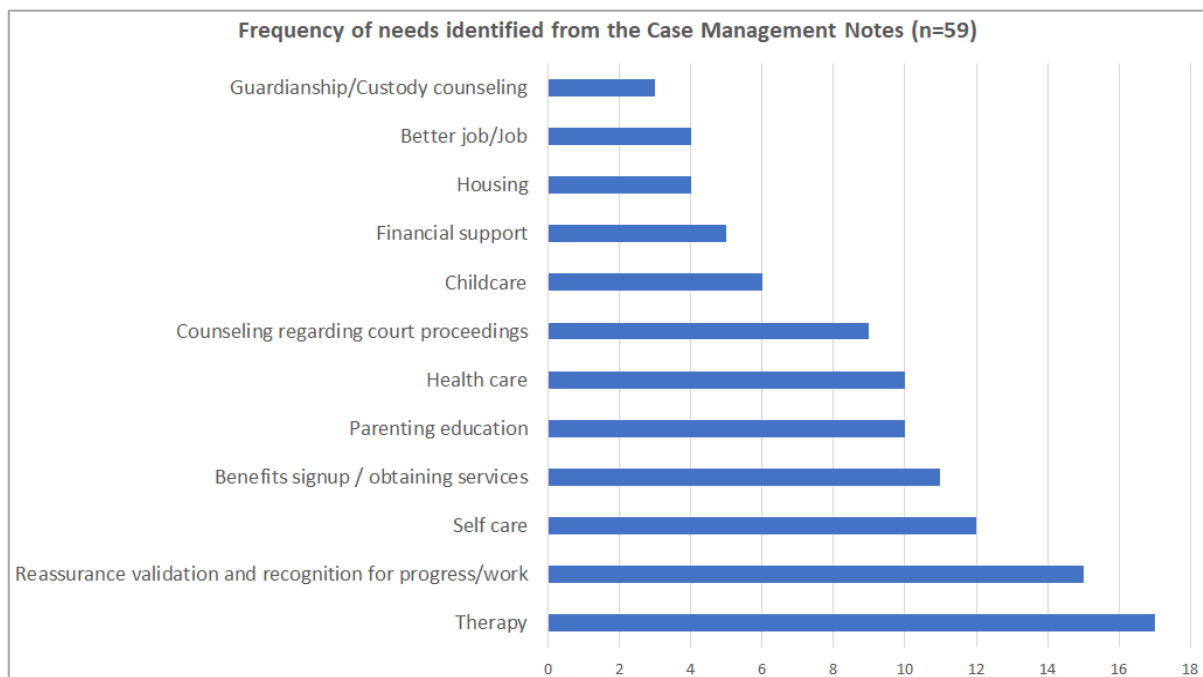 Frequency of needs identified from the Case Management Notes (n=59)
Guardianship/Custody counseling
Better job/Job
Housing
Financial support
Childcare
Counseling regarding court proceedings
Health care
Parenting education
Benefits signup / obtaining services
Self care
Reassurance validation and recognition for progress/work
Therapy
0 2 4 6 8 10 12 14 16 18